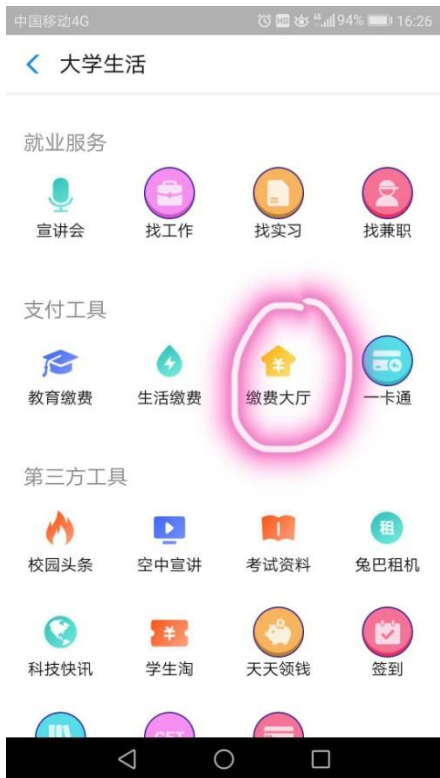 中国移动4G
94% 16:26
大学生活
就业服务
宣讲会 找工作 找实习 找兼职
支付工具
教育缴费 生活缴费 缴费大厅 一卡通
第三方工具
租
校园头条 空中宣讲 考试资料 兔巴租机
科技快讯 学生淘 天天领钱 签到